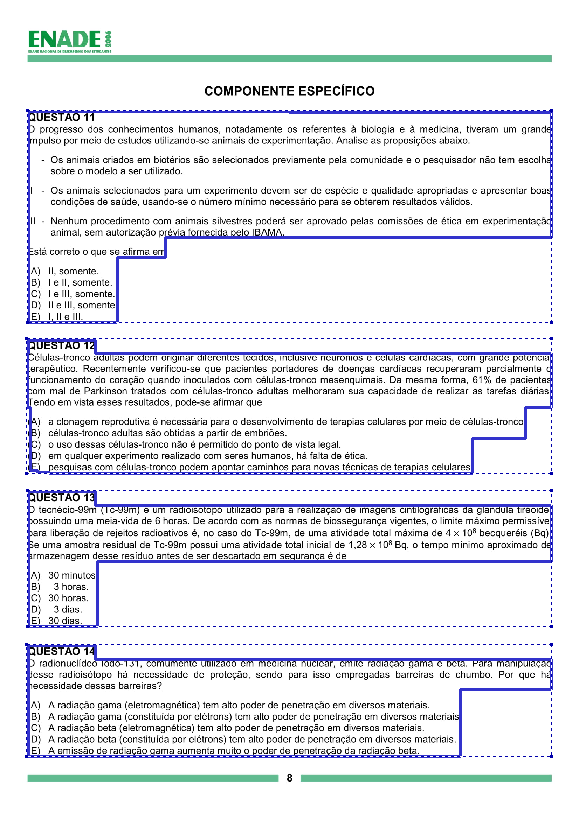 ENADE 2006
EXAME NACIONAL DE DESEMPENHO DOS ESTUDANTES
COMPONENTE ESPECÍFICO
QUESTÃO 11
O progresso dos conhecimentos humanos, notadamente os referentes à biologia e à medicina, tiveram um grande
impulso por meio de estudos utilizando-se animais de experimentação. Analise as proposições abaixo.
- Os animais criados em biotérios são selecionados previamente pela comunidade e o pesquisador não tem escolha
sobre o modelo a ser utilizado.
I - Os animais selecionados para um experimento devem ser de espécie e qualidade apropriadas e apresentar boas
condições de saúde, usando-se o número mínimo necessário para se obterem resultados válidos.
II - Nenhum procedimento com animais silvestres poderá ser aprovado pelas comissões de ética em experimentação
animal, sem autorização prévia fornecida pelo IBAMA.
Está correto o que se afirma em
A) II, somente.
B) I e II, somente.
C) I e III, somente.
D) II e III, somente
E) I, II e III.
QUESTÃO 12
Células-tronco adultas podem originar diferentes tecidos, inclusive neurônios e células cardíacas, com grande potencial
terapêutico. Recentemente verificou-se que pacientes portadores de doenças cardíacas recuperaram parcialmente o
funcionamento do coração quando inoculados com células-tronco mesenquimais. Da mesma forma, 61% de pacientes
com mal de Parkinson tratados com células-tronco adultas melhoraram sua capacidade de realizar as tarefas diárias.
Tendo em vista esses resultados, pode-se afirmar que
A) a clonagem reprodutiva é necessária para o desenvolvimento de terapias celulares por meio de células-tronco.
B) células-tronco adultas são obtidas a partir de embriões.
C) o uso dessas células-tronco não é permitido do ponto de vista legal.
D) em qualquer experimento realizado com seres humanos, há falta de ética.
E) pesquisas com células-tronco podem apontar caminhos para novas técnicas de terapias celulares.
QUESTÃO 13
O tecnécio-99m (Tc-99m) é um radioisótopo utilizado para a realização de imagens cintilográficas da glândula tireóide,
possuindo uma meia-vida de 6 horas. De acordo com as normas de biossegurança vigentes, o limite máximo permissível
para liberação de rejeitos radioativos é, no caso do Tc-99m, de uma atividade total máxima de 4 × 10⁶ becqueréis (Bq).
Se uma amostra residual de Tc-99m possui uma atividade total inicial de 1,28 × 10⁸ Bq, o tempo mínimo aproximado de
armazenagem desse resíduo antes de ser descartado em segurança é de
A) 30 minutos.
B) 3 horas.
C) 30 horas.
D) 3 dias.
E) 30 dias.
QUESTÃO 14
O radionuclídeo Iodo-131, comumente utilizado em medicina nuclear, emite radiação gama e beta. Para manipulação
desse radioisótopo há necessidade de proteção, sendo para isso empregadas barreiras de chumbo. Por que há
necessidade dessas barreiras?
A) A radiação gama (eletromagnética) tem alto poder de penetração em diversos materiais.
B) A radiação gama (constituída por elétrons) tem alto poder de penetração em diversos materiais.
C) A radiação beta (eletromagnética) tem alto poder de penetração em diversos materiais.
D) A radiação beta (constituída por elétrons) tem alto poder de penetração em diversos materiais.
E) A emissão de radiação gama aumenta muito o poder de penetração da radiação beta.
8